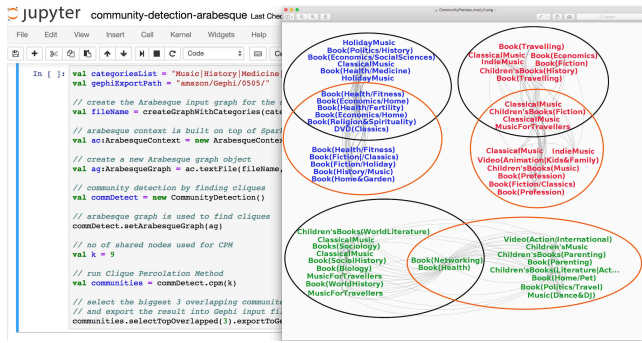 jupyter community-detection-arabesque Last Chec
File Edit View Insert Cell Kernel Widgets Help
Code
In [ ]:
val categoriesList = "Music|History|Medicine
val gephiExportPath = "amazon/Gephi/0505/"
// create the Arabesque input graph for the s
val fileName = createGraphWithCategories(cate
// arabesque context is built on top of Spark
val ac:ArabesqueContext = new ArabesqueContex
// create a new Arabesque graph object
val ag:ArabesqueGraph = ac.textFile(fileName,
// community detection by finding cliques
val commDetect = new CommunityDetection()
// arabesque graph is used to find cliques
commDetect.setArabesqueGraph(ag)
// no of shared nodes used for CPM
val k = 9
// run Clique Percolation Method
val communities = commDetect.cpm(k)
// select the biggest 3 overlapping communite
// and export the result into Gephi input fil
communities.selectTopOverlapped(3).exportToGe
HolidayMusic
Book(Politics/History)
Book(Economics/SocialSciences)
ClassicalMusic
Book(Health/Medicine)
HolidayMusic
Book(Health/Fitness)
Book(Economics/Home)
Book(Health/Fertility)
Book(Economics/Home)
Book(Religion&Spirituality)
DVD(Classics)
Book(Health/Fitness)
Book(Fiction(/Classics)
Book(Fiction/Holiday)
Book(History/Music)
Book(Home&Garden)
Book(Travelling)
ClassicalMusic Book(Economics)
IndieMusic Book(Fiction)
Children'sBooks(History)
Book(Travelling)
ClassicalMusic
Children'sBooks(Fiction)
ClassicalMusic
MusicForTravellers
ClassicalMusic IndieMusic
Video(Animation|Kids&Family)
Children'sBooks(Music)
Book(Profession)
Book(Fiction/Classics)
Book(Profession)
Children'sBooks(WorldLiterature)
ClassicalMusic
Books(Sociology)
ClassicalMusic
Book(SocialHistory)
Book(Biology)
MusicForTravellers
Book(WorldHistory)
MusicForTravellers
Book(Networking)
Book(Health)
Video(Action/International)
ClassicalMusic
Children'sBooks(Parenting)
Book(Parenting)
Children'sBooks(Literature|Act...
Book(Home/Pet)
Book(Politics/Travel)
Music(Dance&DJ)